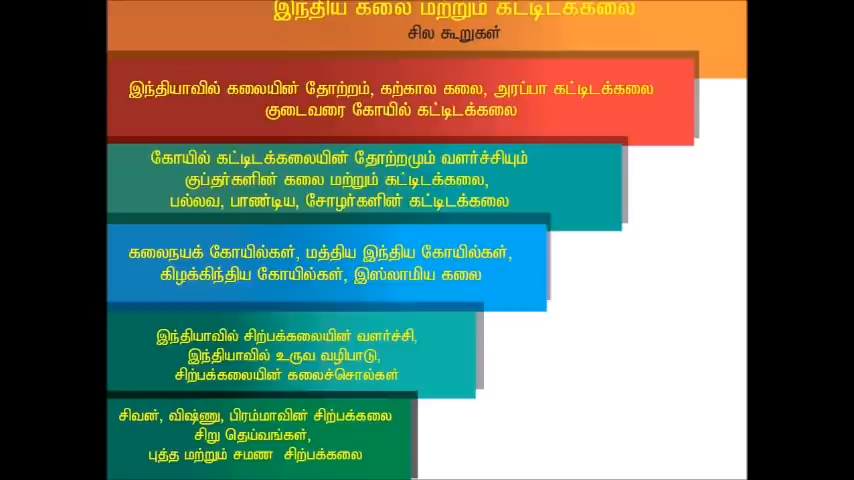 இந்திய கலை மற்றும் கட்டிடக்கலை
சில கூறுகள்
இந்தியாவில் கலையின் தோற்றம், கற்கால கலை, அரப்பா கட்டிடக்கலை
குடைவரை கோயில் கட்டிடக்கலை
கோயில் கட்டிடக்கலையின் தோற்றமும் வளர்ச்சியும்
குப்தர்களின் கலை மற்றும் கட்டிடக்கலை,
பல்லவ, பாண்டிய, சோழர்களின் கட்டிடக்கலை
கலைநயக் கோயில்கள், மத்திய இந்திய கோயில்கள்,
கிழக்கிந்திய கோயில்கள், இஸ்லாமிய கலை
இந்தியாவில் சிற்பக்கலையின் வளர்ச்சி,
இந்தியாவில் உருவ வழிபாடு,
சிற்பக்கலையின் கலைச்சொல்கள்
சிவன், விஷ்ணு, பிரம்மாவின் சிற்பக்கலை
சிறு தெய்வங்கள்,
புத்த மற்றும் சமண சிற்பக்கலை